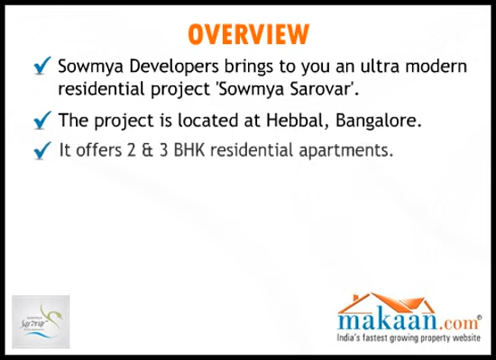 OVERVIEW
Sowmya Developers brings to you an ultra modern
residential project 'Sowmya Sarovar'.
The project is located at Hebbal, Bangalore.
It offers 2 & 3 BHK residential apartments.
makaan.com©
India's fastest growing property website